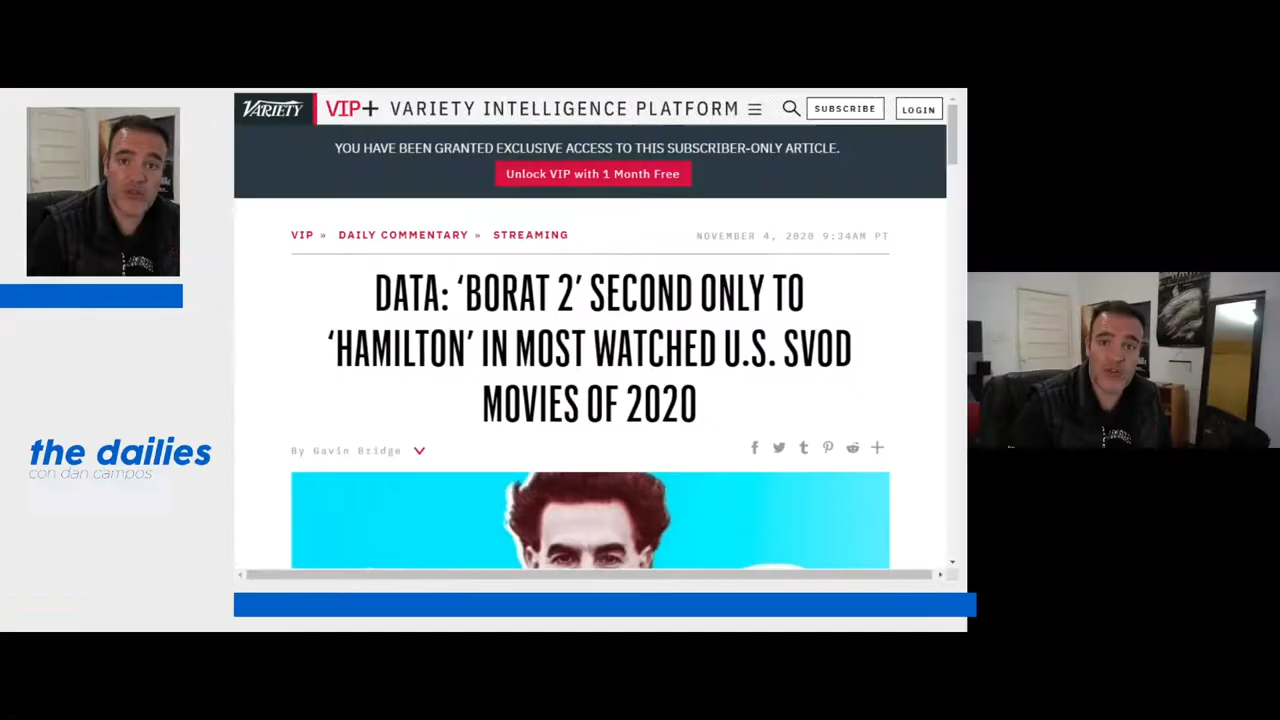 VARIETY VIP+ VARIETY INTELLIGENCE PLATFORM SUBSCRIBE LOGIN
YOU HAVE BEEN GRANTED EXCLUSIVE ACCESS TO THIS SUBSCRIBER-ONLY ARTICLE.
Unlock VIP with 1 Month Free
VIP » DAILY COMMENTARY » STREAMING NOVEMBER 4, 2020 9:34AM PT
DATA: ‘BORAT 2’ SECOND ONLY TO
‘HAMILTON’ IN MOST WATCHED U.S. SVOD
MOVIES OF 2020
By Gavin Bridge
the dailies
con dan campos